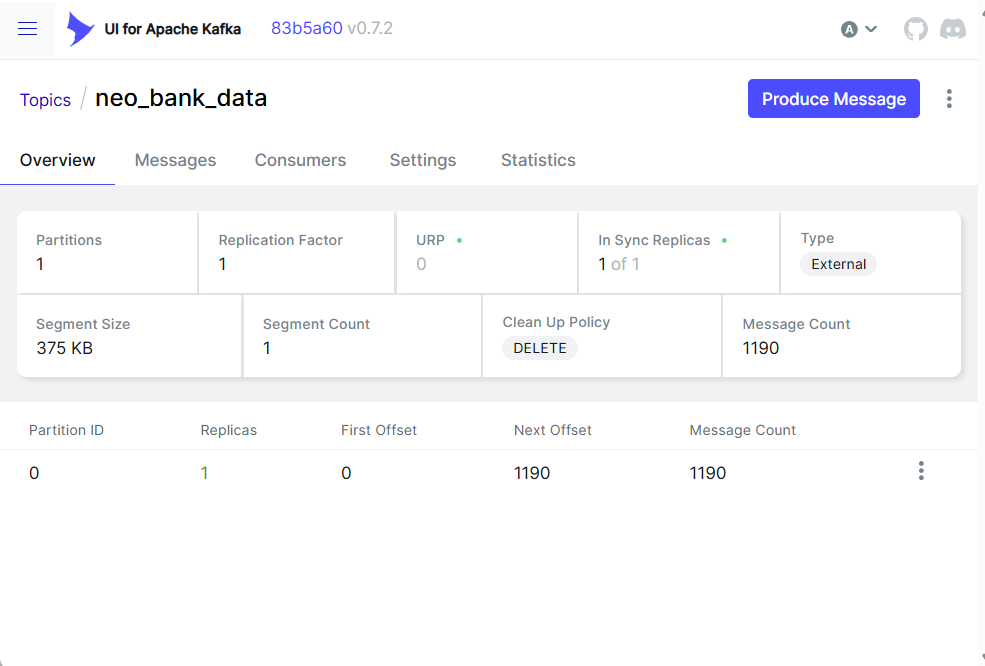 UI for Apache Kafka 83b5a60 v0.7.2 A
Topics / neo_bank_data Produce Message
Overview Messages Consumers Settings Statistics
Partitions Replication Factor URP In Sync Replicas Type
1 1 0 1 of 1 External
Segment Size Segment Count Clean Up Policy Message Count
375 KB 1 DELETE 1190
Partition ID Replicas First Offset Next Offset Message Count
0 1 0 1190 1190